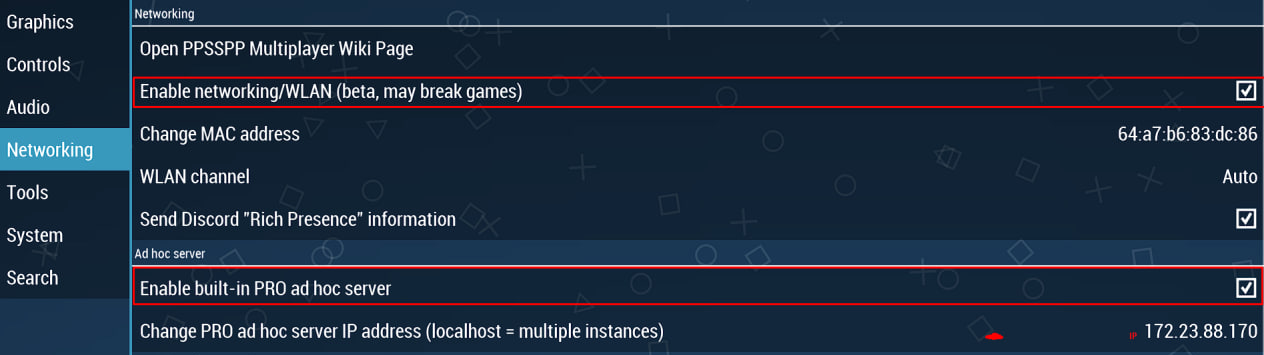 Graphics
Controls
Audio
Networking
Tools
System
Search
Networking
Open PPSSPP Multiplayer Wiki Page
Enable networking/WLAN (beta, may break games)
Change MAC address 64:a7:b6:83:dc:86
WLAN channel Auto
Send Discord "Rich Presence" information
Ad hoc server
Enable built-in PRO ad hoc server
Change PRO ad hoc server IP address (localhost = multiple instances) IP 172.23.88.170